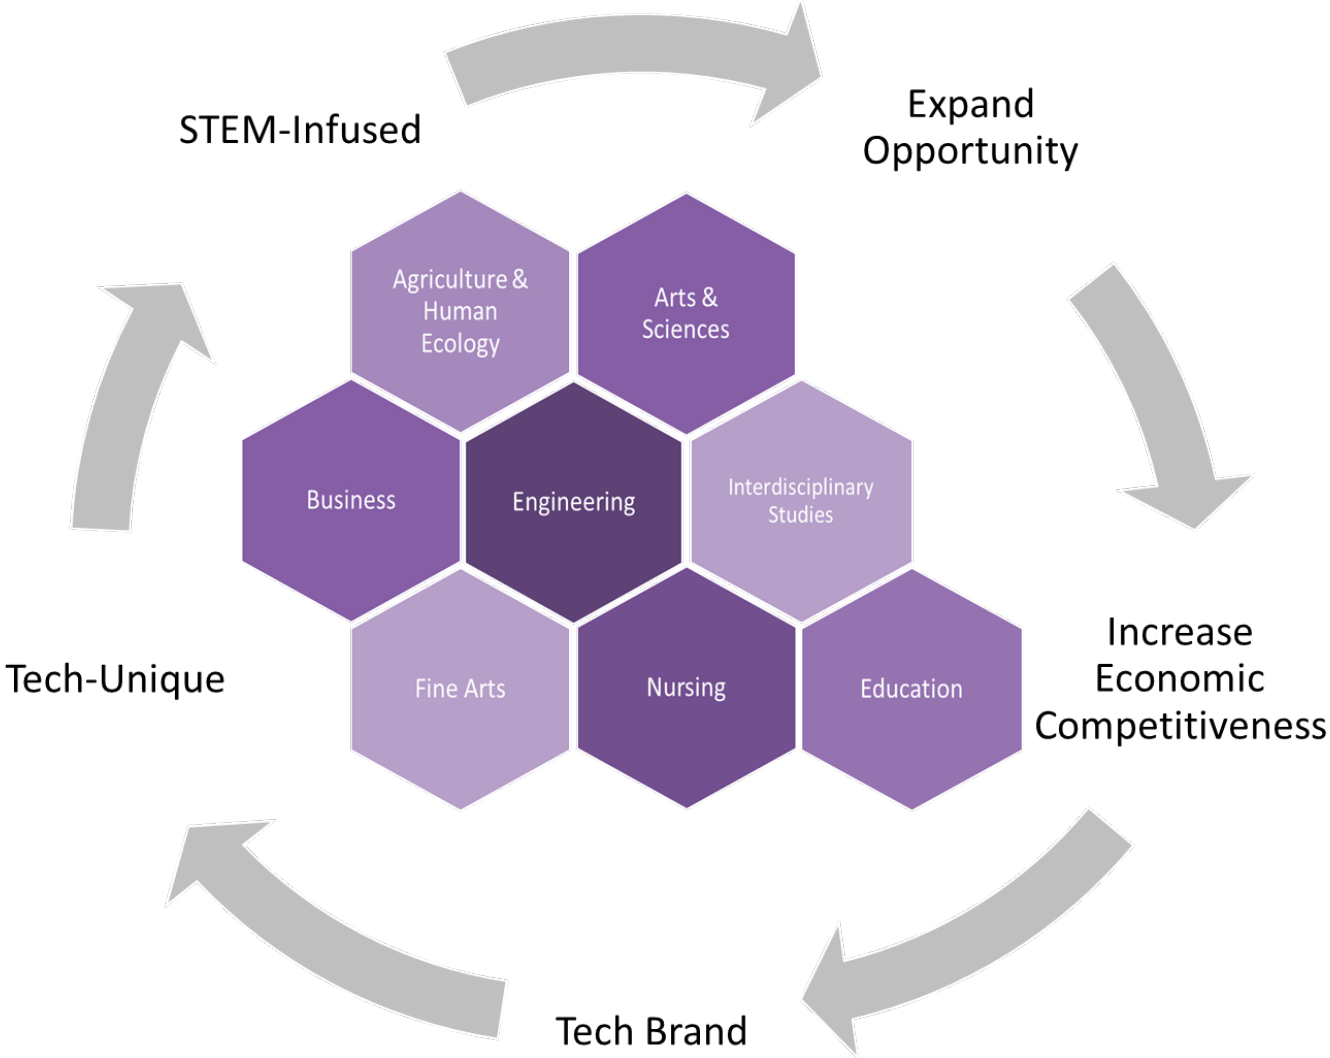 STEM-Infused
Expand
Opportunity
Agriculture &
Human
Ecology
Arts &
Sciences
Business
Engineering
Interdisciplinary
Studies
Tech-Unique
Fine Arts
Nursing
Education
Increase
Economic
Competitiveness
Tech Brand